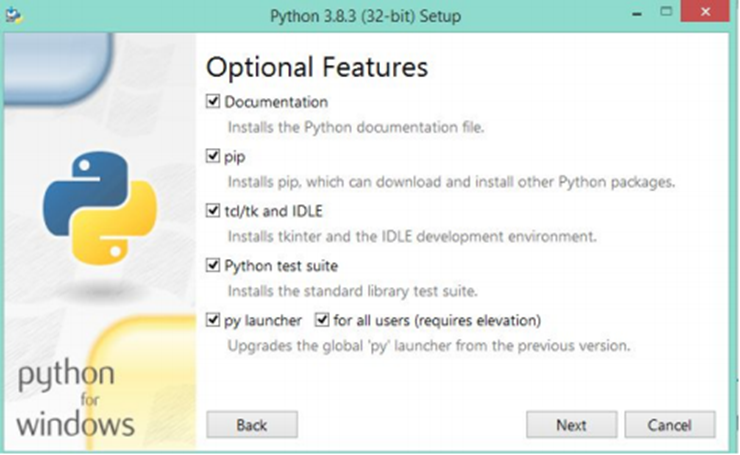 Python 3.8.3 (32-bit) Setup
Optional Features
Documentation
Installs the Python documentation file.
pip
Installs pip, which can download and install other Python packages.
tcl/tk and IDLE
Installs tkinter and the IDLE development environment.
Python test suite
Installs the standard library test suite.
py launcher for all users (requires elevation)
Upgrades the global 'py' launcher from the previous version.
python
for
windows
Back Next Cancel